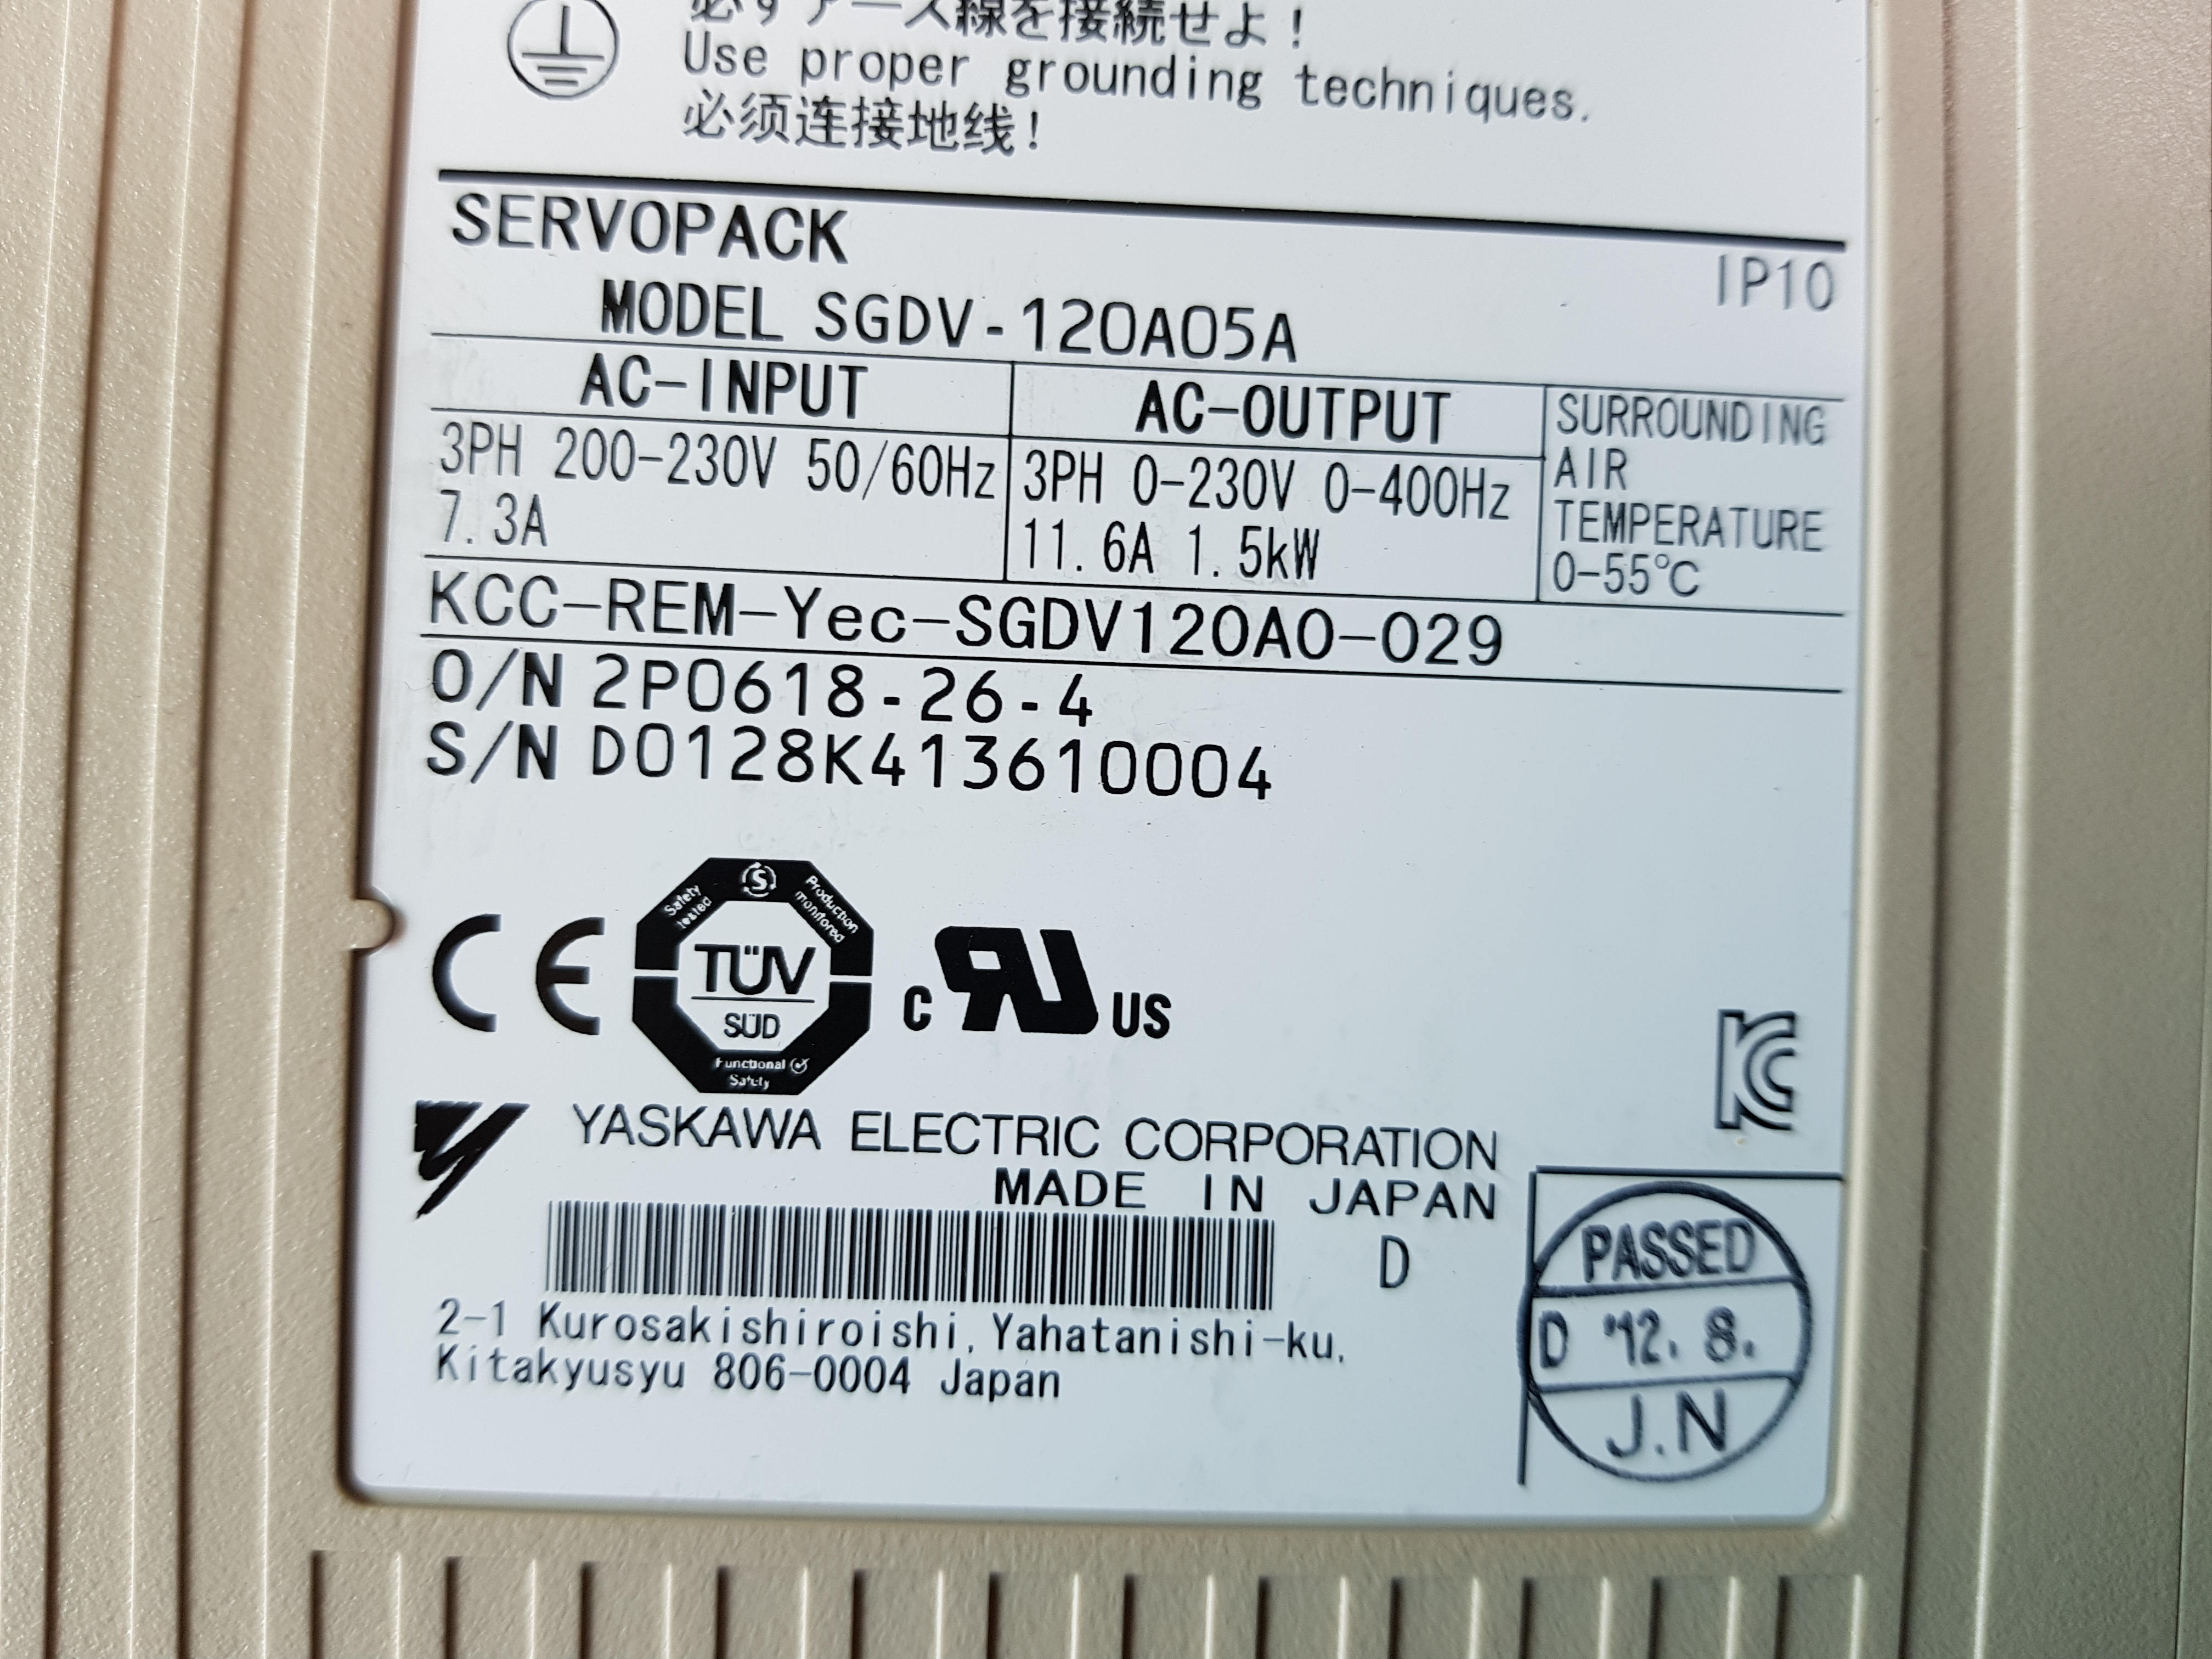 必ずアース線を接続せよ!
Use proper grounding techniques.
必须连接地线!
SERVOPACK
IP10
MODEL SGDV-120A05A
AC-INPUT
3PH 200-230V 50/60Hz
7.3A
AC-OUTPUT
3PH 0-230V 0-400Hz
11.6A 1.5kW
SURROUNDING
AIR
TEMPERATURE
0-55℃
KCC-REM-Yec-SGDV120A0-029
O/N 2P0618-26-4
S/N D0128K413610004
CE
Safety tested
S
Production monitored
TÜV
SÜD
Functional
Safety
c RU US
KC
YASKAWA ELECTRIC CORPORATION
MADE IN JAPAN
D
2-1 Kurosakishiroishi, Yahatanishi-ku,
Kitakyusyu 806-0004 Japan
PASSED
D '12. 8.
J.N